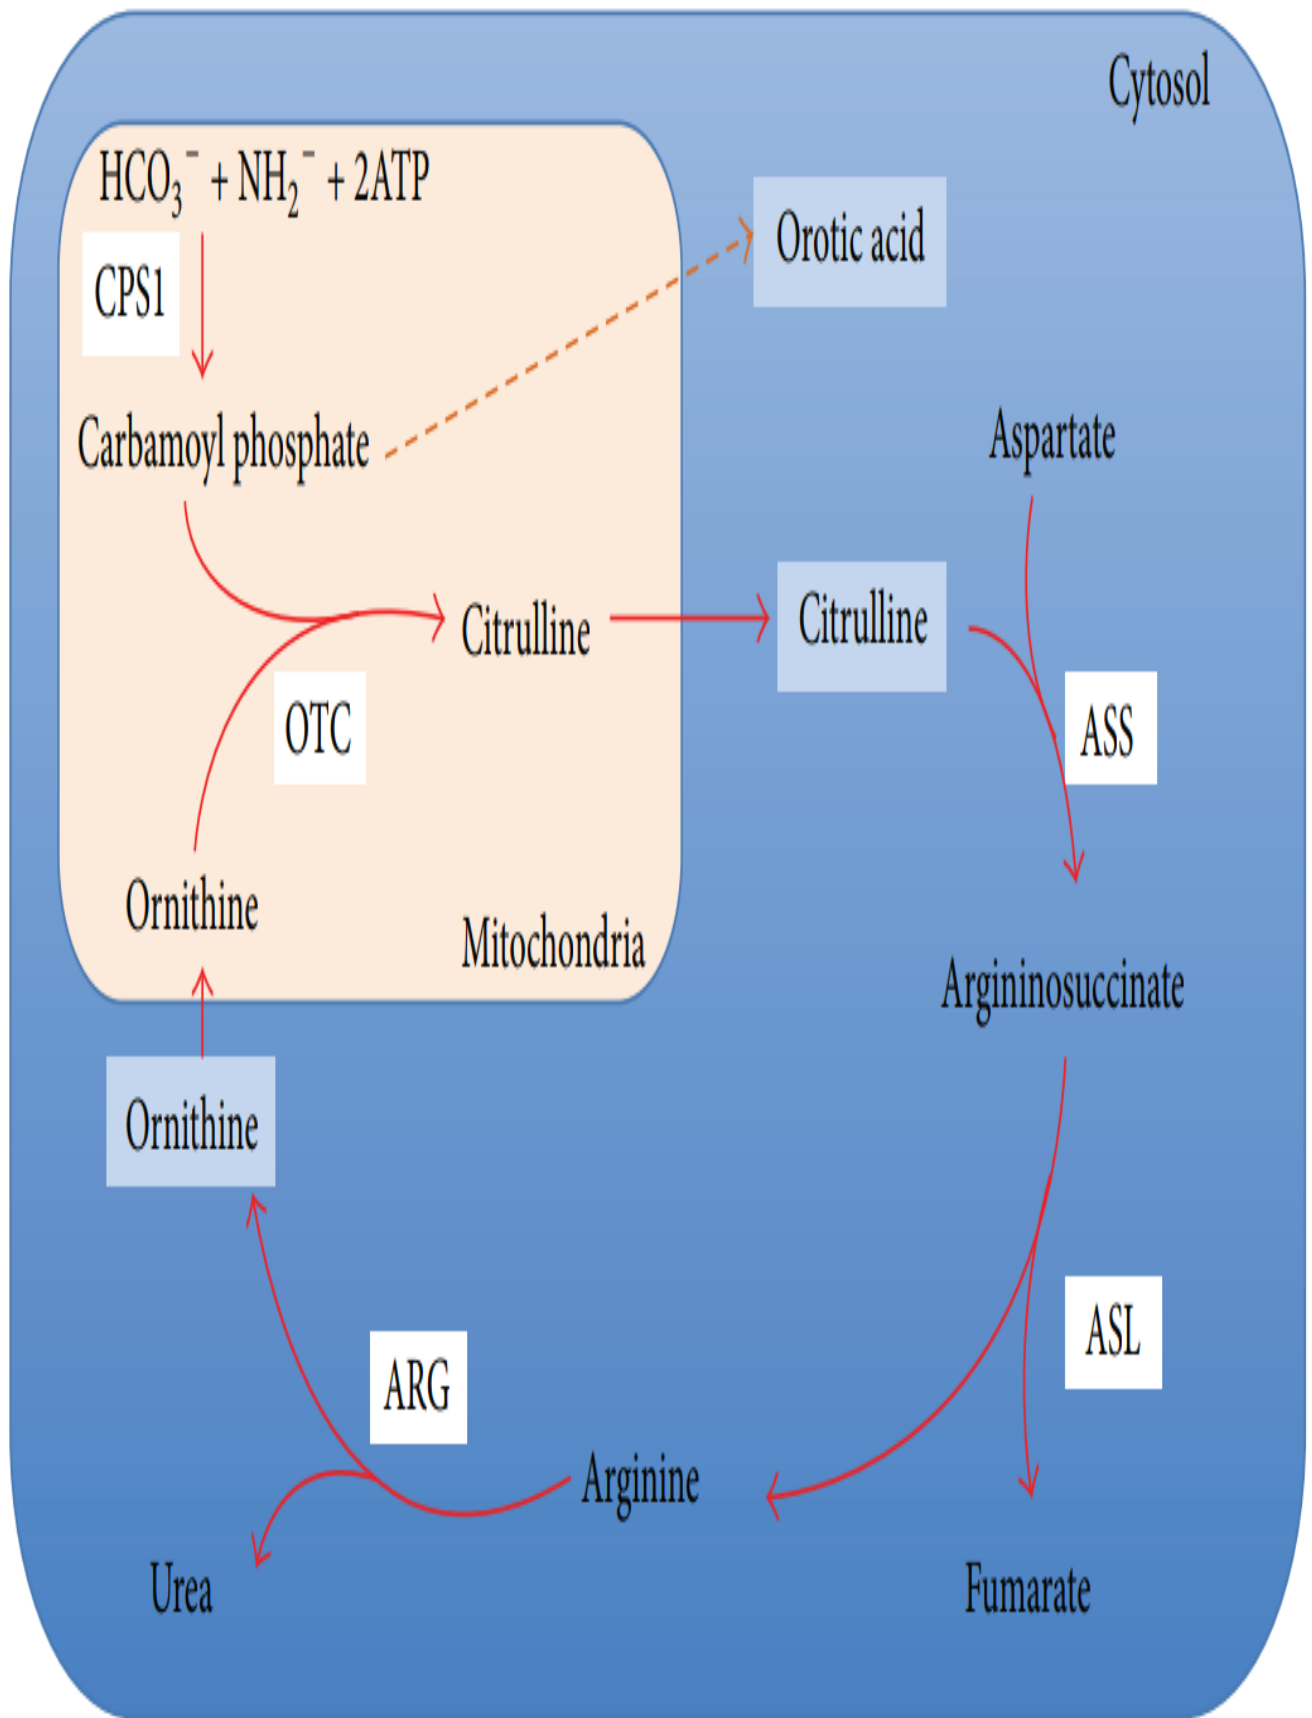 Cytosol
HCO₃⁻ + NH₂⁻ + 2ATP
Orotic acid
CPS1
Carbamoyl phosphate
Aspartate
Citrulline
Citrulline
OTC
ASS
Ornithine
Mitochondria
Argininosuccinate
Ornithine
ASL
ARG
Arginine
Urea
Fumarate